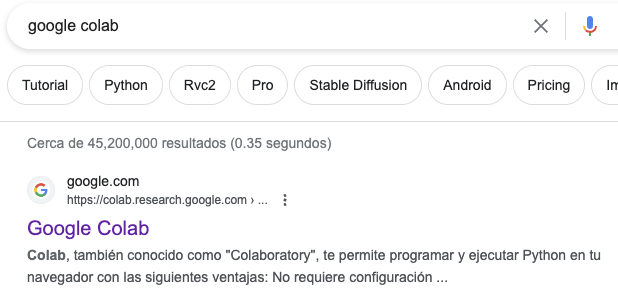 google colab
Tutorial Python Rvc2 Pro Stable Diffusion Android Pricing
Cerca de 45,200,000 resultados (0.35 segundos)
google.com
https://colab.research.google.com › ...
Google Colab
Colab, también conocido como "Colaboratory", te permite programar y ejecutar Python en tu
navegador con las siguientes ventajas: No requiere configuración ...